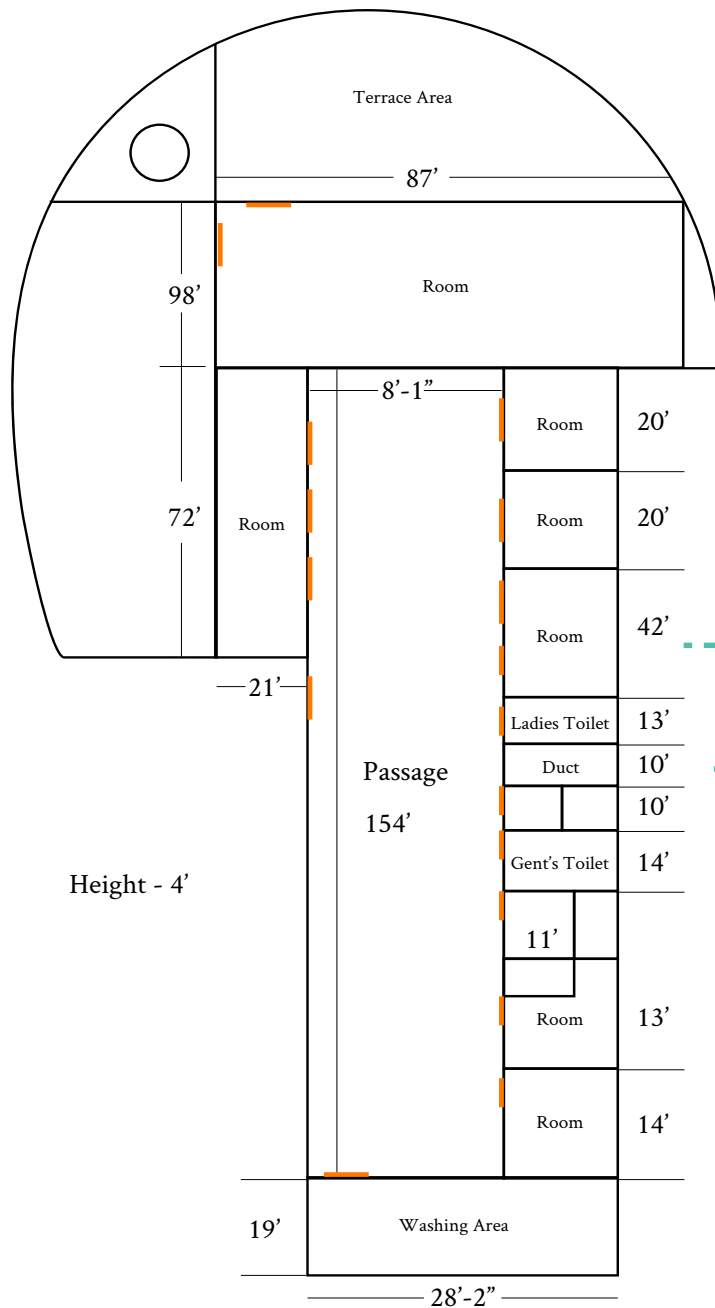 Terrace Area
87’
98’
Room
8’-1”
Room
20’
72’
Room
Room
20’
Room
42’
21’
Ladies Toilet
13’
Passage
Duct
10’
154’
10’
Height - 4’
Gent’s Toilet
14’
11’
Room
13’
Room
14’
19’
Washing Area
28’-2”